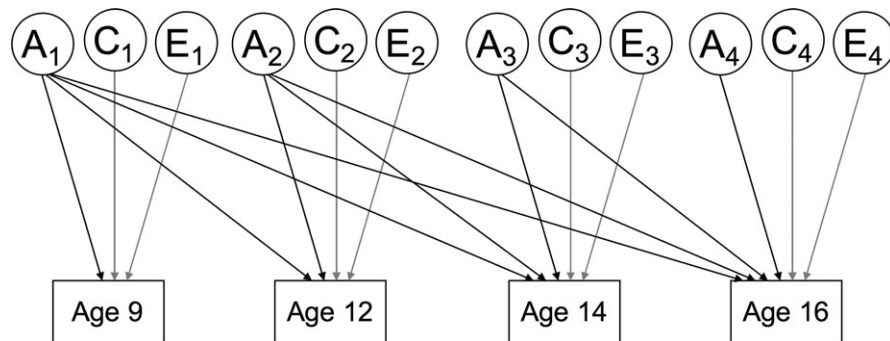 A₁ C₁ E₁ A₂ C₂ E₂ A₃ C₃ E₃ A₄ C₄ E₄
Age 9 Age 12 Age 14 Age 16